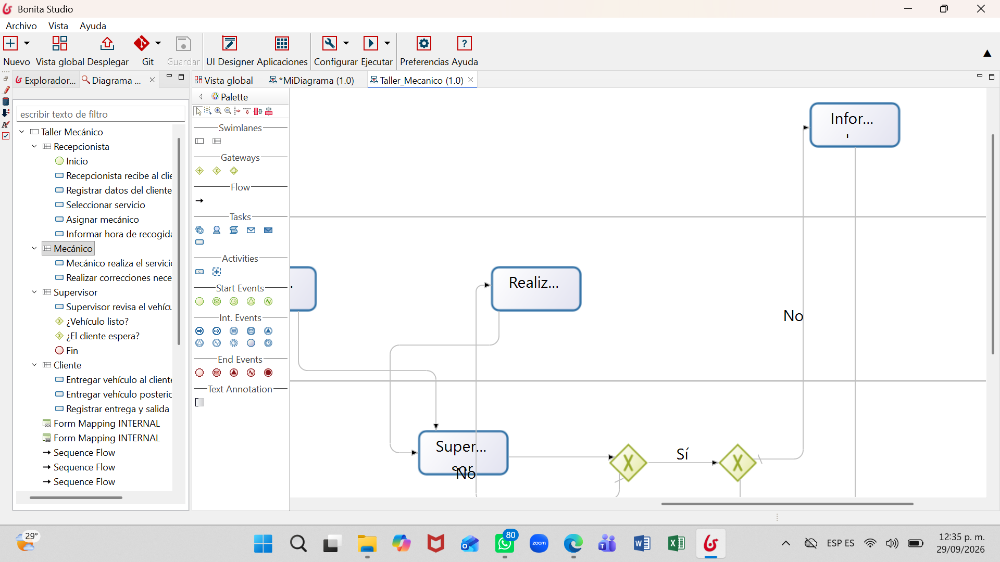 Bonita Studio
Archivo Vista Ayuda
Nuevo Vista global Desplegar Git Guardar UI Designer Aplicaciones Configurar Ejecutar Preferencias Ayuda
Explorador... Diagrama ...
Vista global *MiDiagrama (1.0) Taller_Mecanico (1.0)
escribir texto de filtro
Taller Mecánico
Recepcionista
Inicio
Recepcionista recibe al clie
Registrar datos del cliente
Seleccionar servicio
Asignar mecánico
Informar hora de recogida
Mecánico
Mecánico realiza el servicio
Realizar correcciones nece
Supervisor
Supervisor revisa el vehícu
¿Vehículo listo?
¿El cliente espera?
Fin
Cliente
Entregar vehículo al cliente
Entregar vehículo posterio
Registrar entrega y salida
Form Mapping INTERNAL
Form Mapping INTERNAL
Sequence Flow
Sequence Flow
Sequence Flow
Palette
Swimlanes
Gateways
Flow
Tasks
Activities
Start Events
Int. Events
End Events
Text Annotation
Infor...
Realiz...
No
Super...
sor
No
Sí
29°
80
zoom
ESP ES
12:35 p. m.
29/09/2026